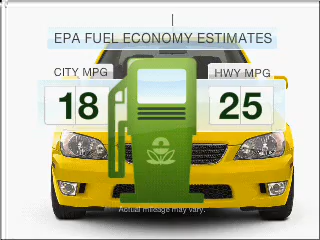 EPA FUEL ECONOMY ESTIMATES
CITY MPG
HWY MPG
18
25
Actual mileage may vary.